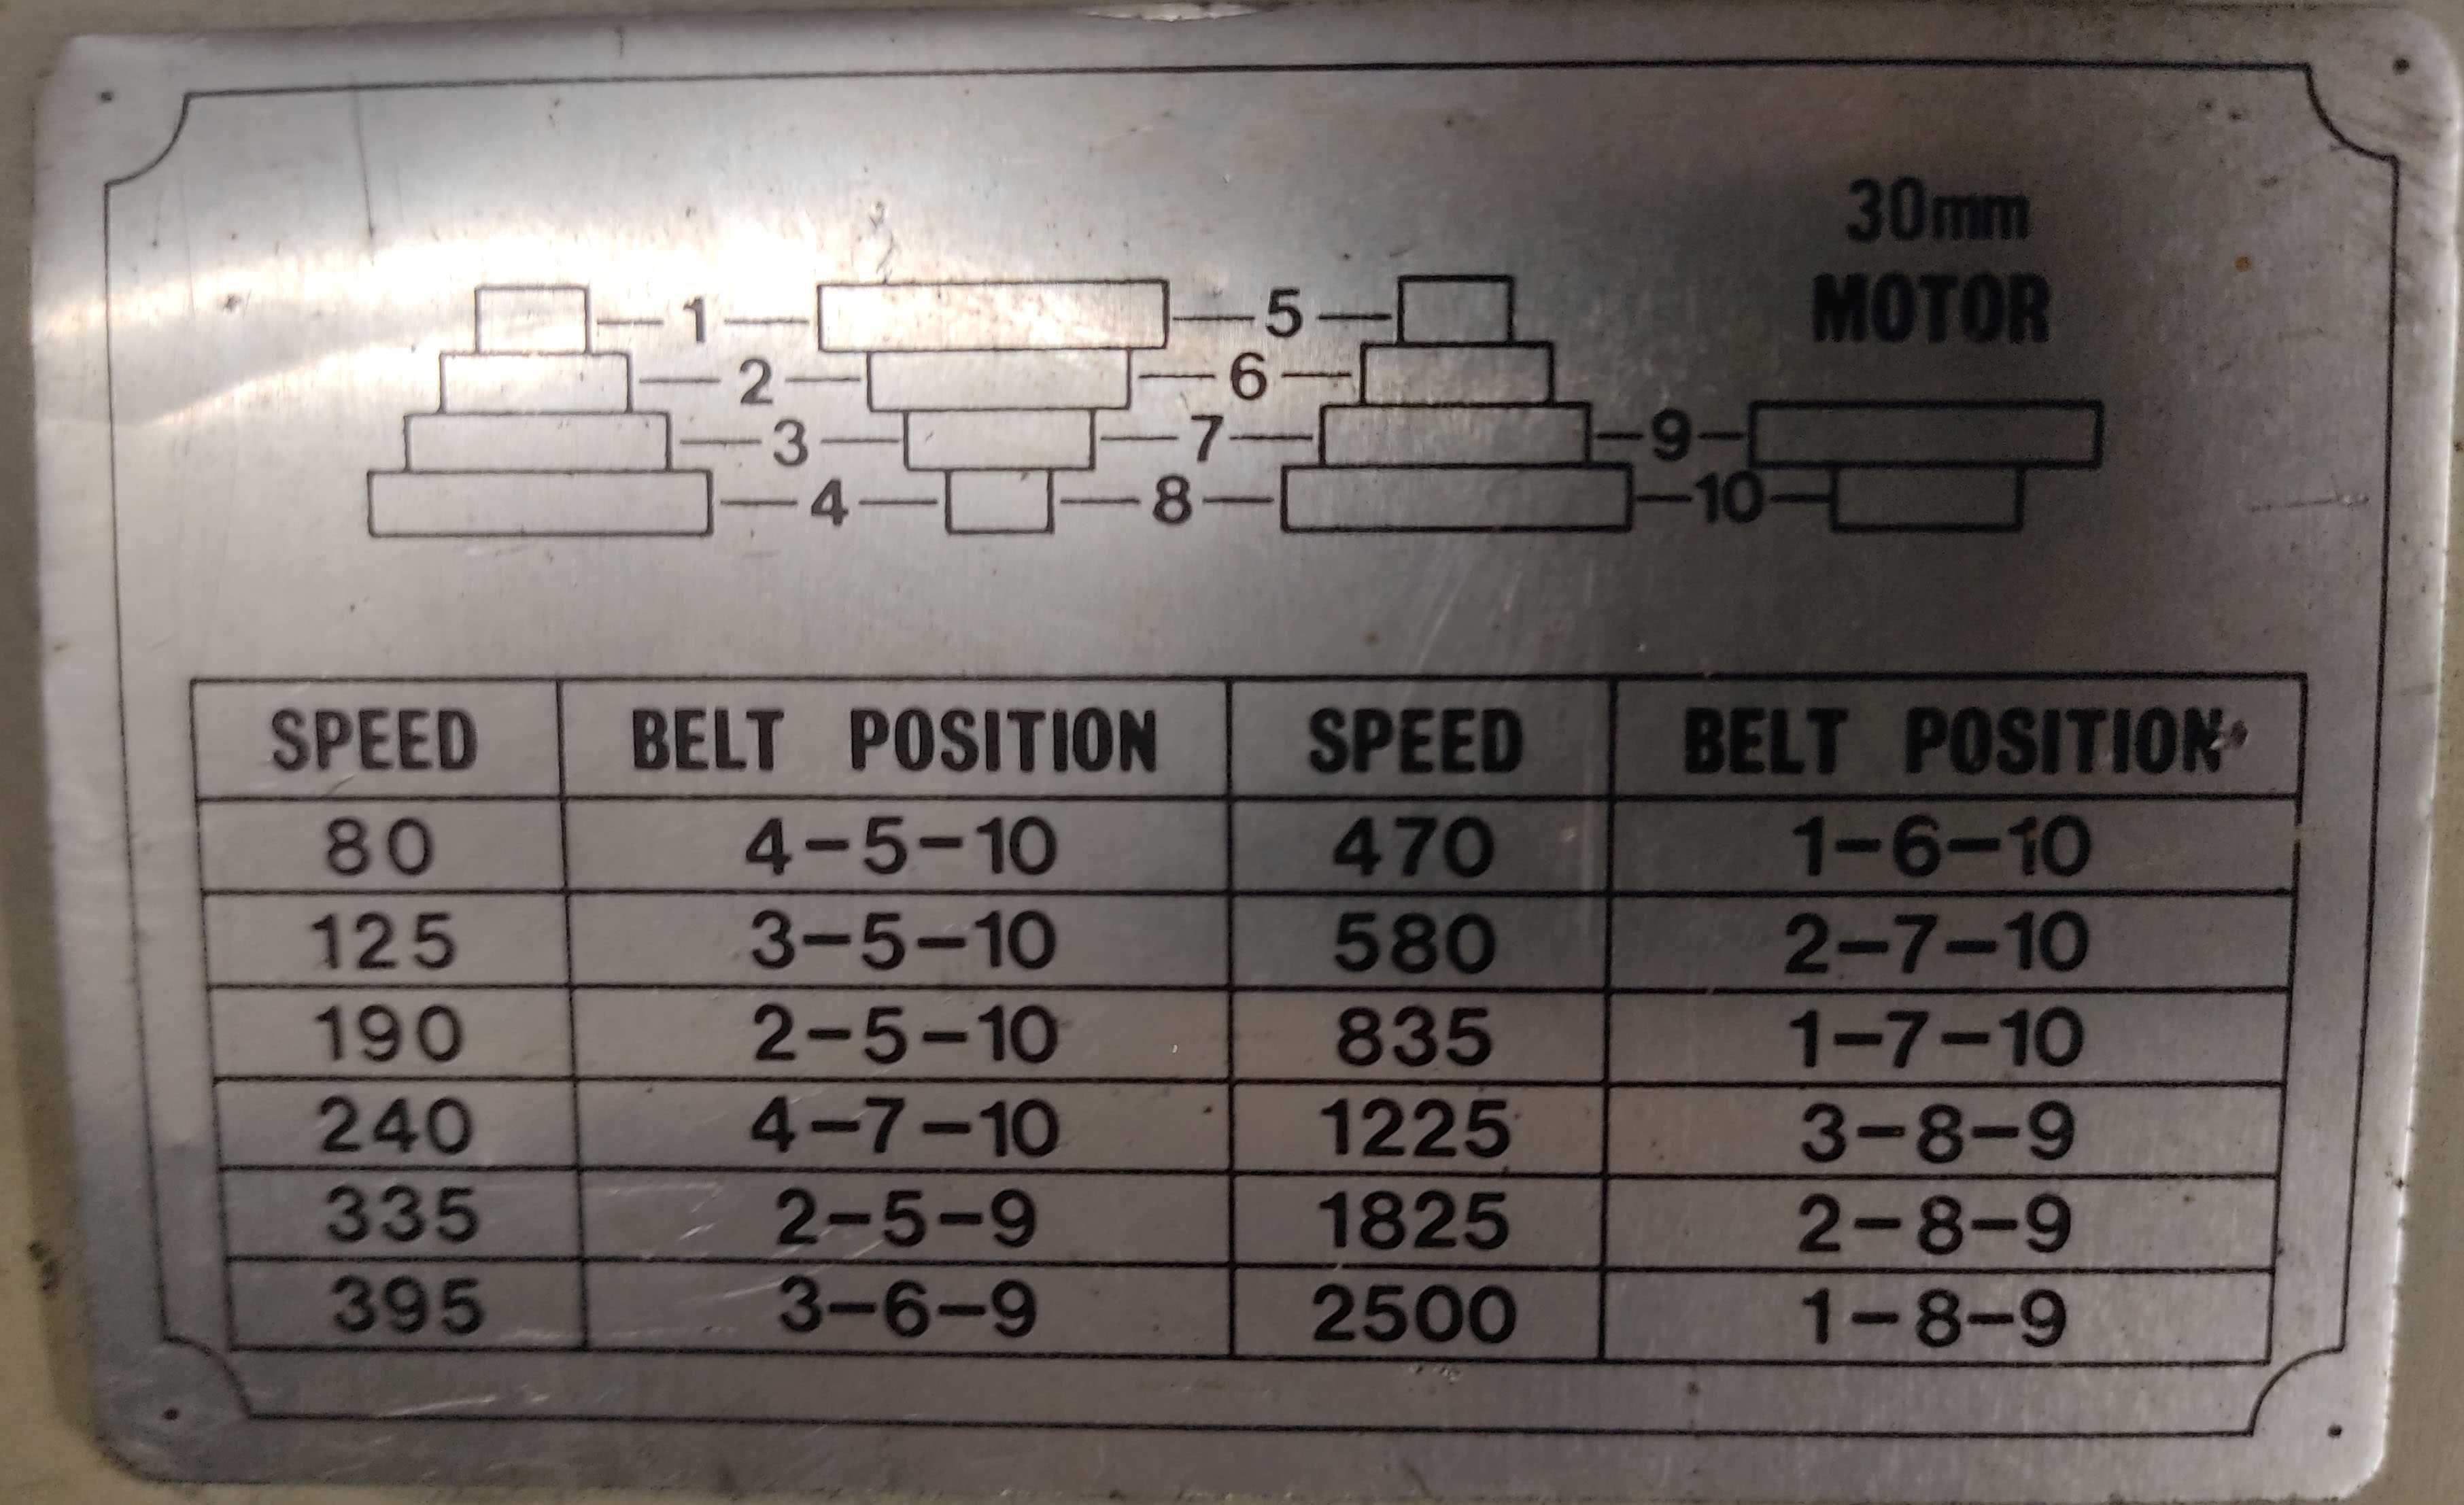 30mm
MOTOR
1 5
2 6
3 7 9
4 8 10
SPEED BELT POSITION SPEED BELT POSITION
80 4-5-10 470 1-6-10
125 3-5-10 580 2-7-10
190 2-5-10 835 1-7-10
240 4-7-10 1225 3-8-9
335 2-5-9 1825 2-8-9
395 3-6-9 2500 1-8-9